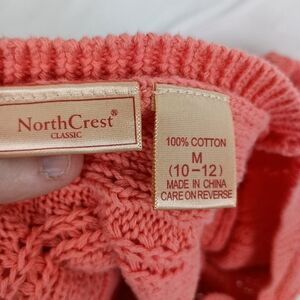 NorthCrest®
CLASSIC
100% COTTON
M
(10-12)
MADE IN CHINA
CARE ON REVERSE